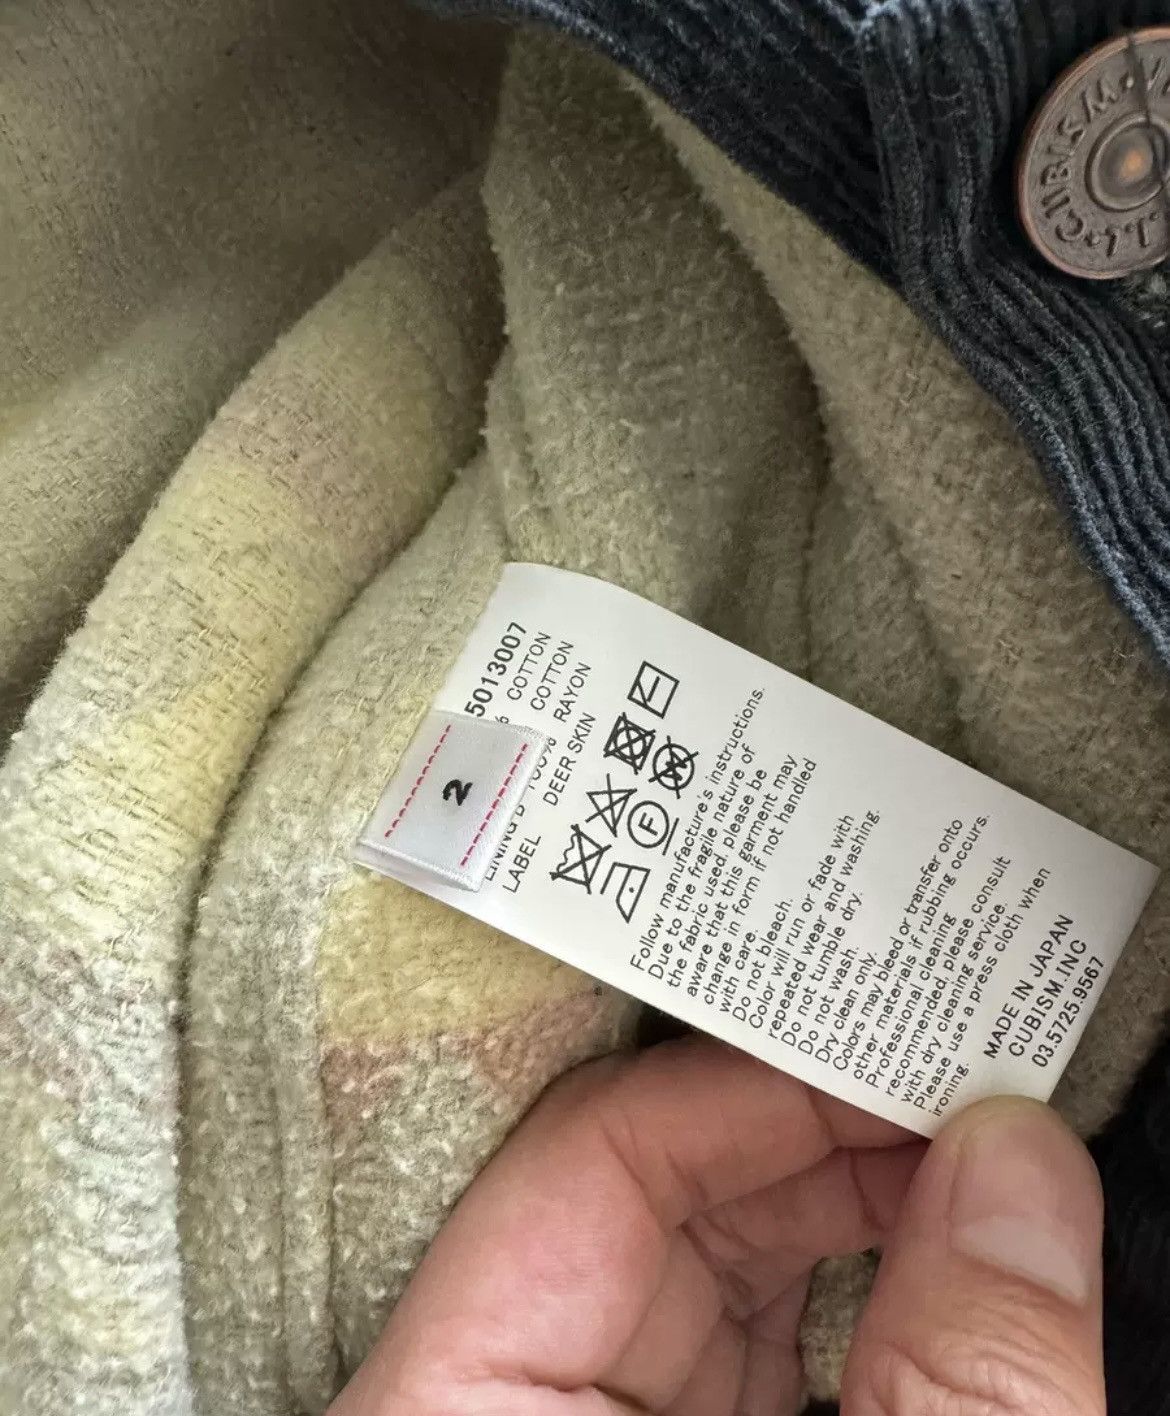 CUBISM.
5013007
COTTON
COTTON
RAYON
LABEL DEER SKIN
2
F
W
Follow manufacture's instructions.
Due to the fragile nature of
the fabric used, please be
aware that this garment may
change in form if not handled
with care.
Do not bleach.
Color will run or fade with
repeated wear and washing.
Do not tumble dry.
Do not wash.
Dry clean only.
Colors may bleed or transfer onto
other materials if rubbing occurs.
Professional cleaning
recommended, please consult
with dry cleaning service.
Please use a press cloth when
ironing.
MADE IN JAPAN
CUBISM.INC
03.5725.9567